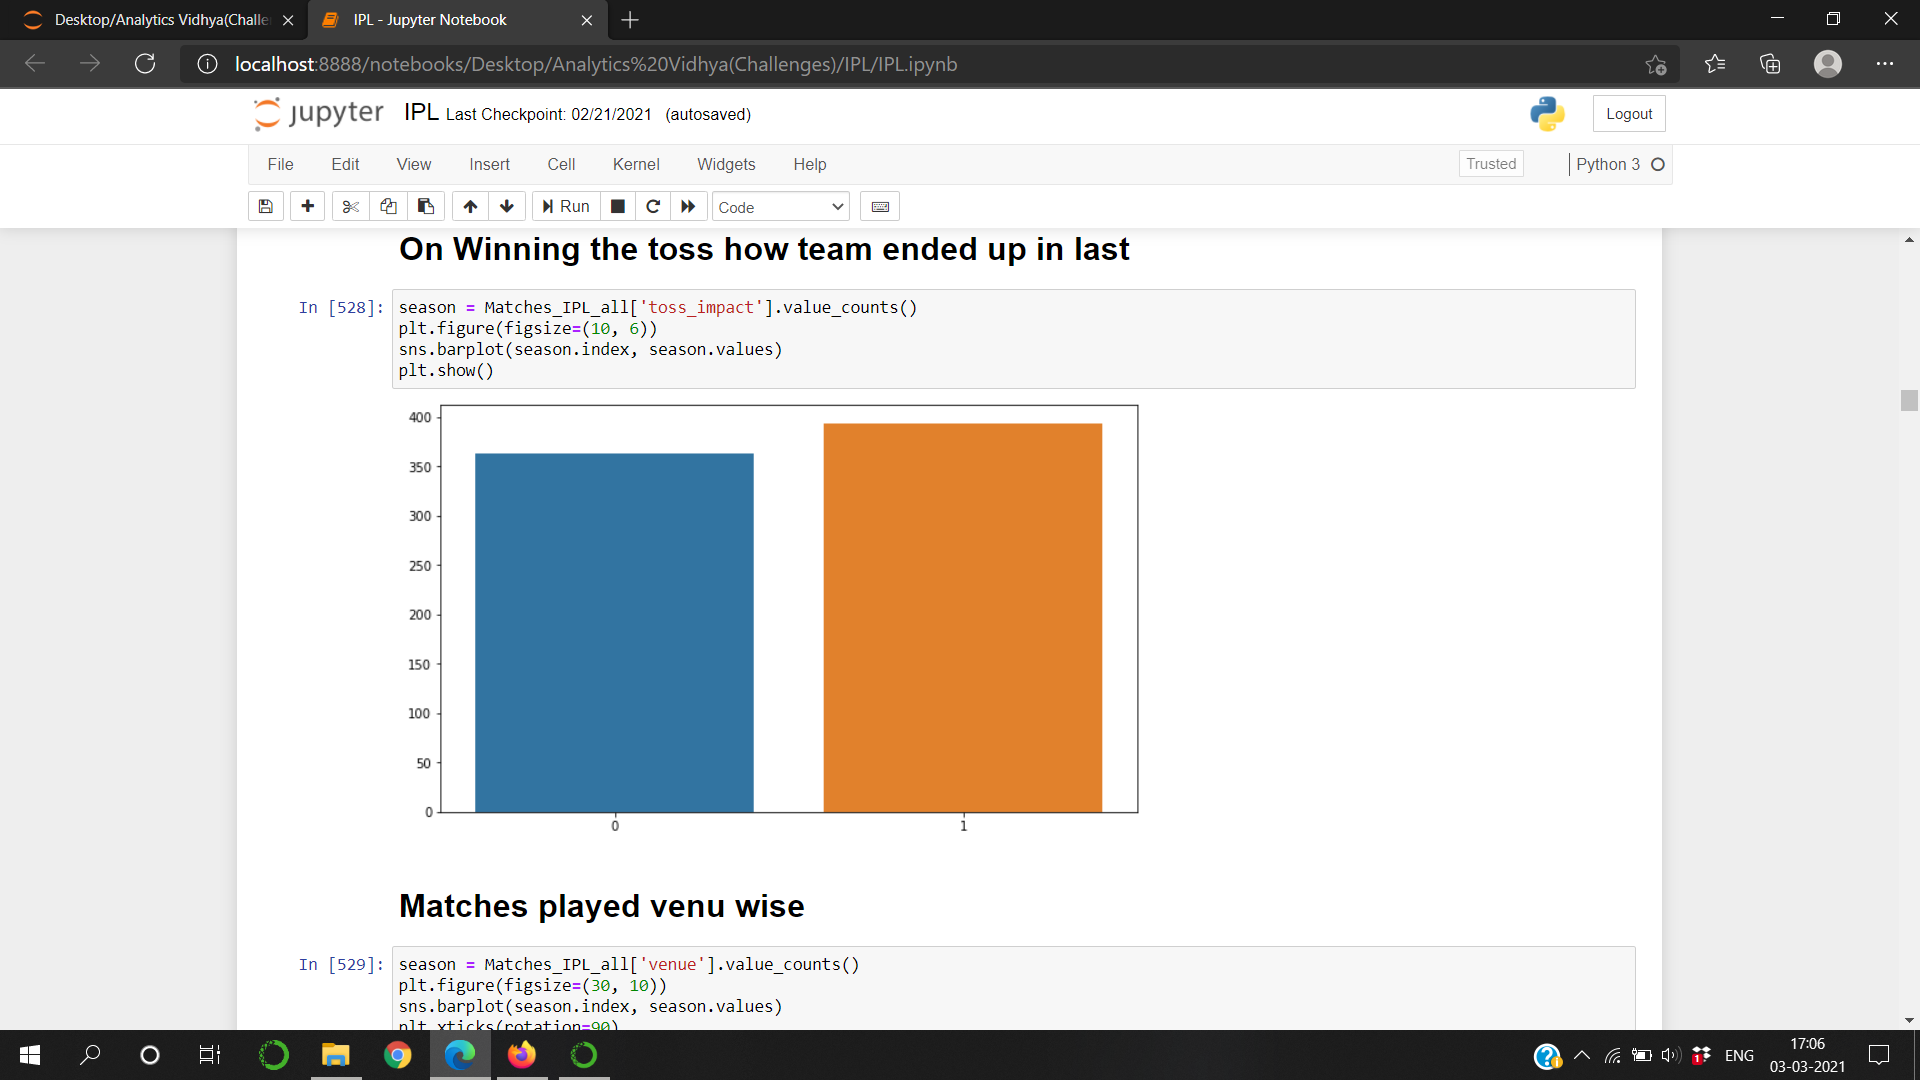 Desktop/Analytics Vidhya(Challe
IPL - Jupyter Notebook
localhost:8888/notebooks/Desktop/Analytics%20Vidhya(Challenges)/IPL/IPL.ipynb
jupyter IPL Last Checkpoint: 02/21/2021 (autosaved)
Logout
File Edit View Insert Cell Kernel Widgets Help
Trusted
Python 3
Run
Code
On Winning the toss how team ended up in last
In [528]:
season = Matches_IPL_all['toss_impact'].value_counts()
plt.figure(figsize=(10, 6))
sns.barplot(season.index, season.values)
plt.show()
400
350
300
250
200
150
100
50
0
0 1
Matches played venu wise
In [529]:
season = Matches_IPL_all['venue'].value_counts()
plt.figure(figsize=(30, 10))
sns.barplot(season.index, season.values)
plt.xticks(rotation=90)
1
ENG
17:06
03-03-2021